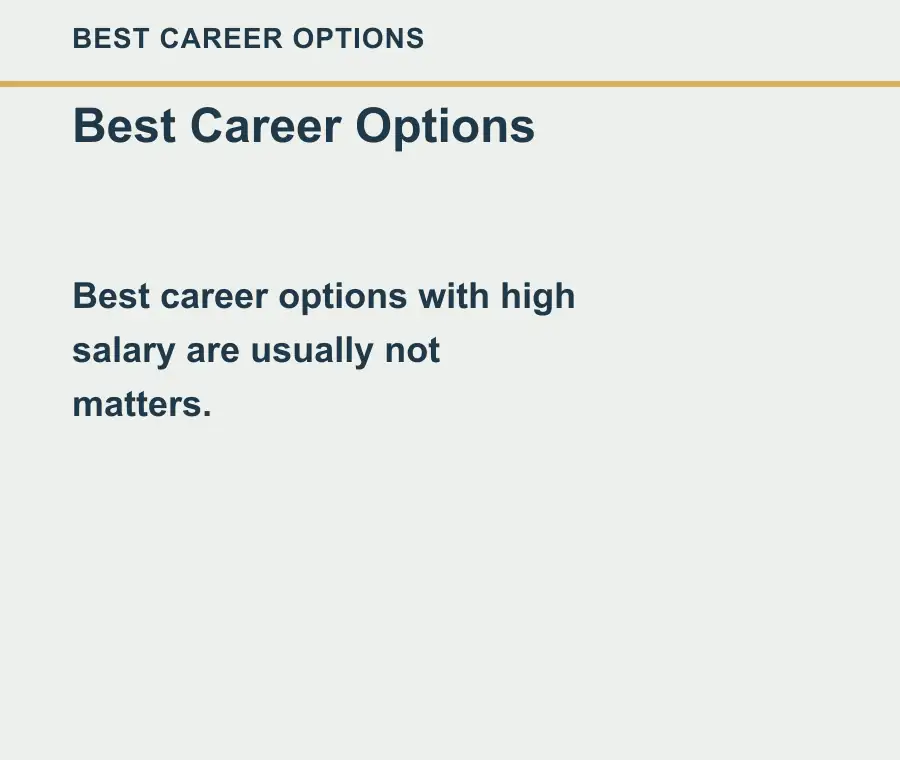 BEST CAREER OPTIONS
Best Career Options
Best career options with high
salary are usually not
matters.